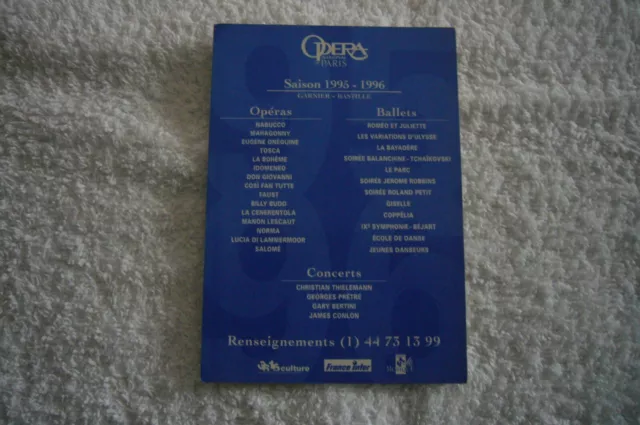 OPERA
PARIS
Saison 1995 - 1996
GARNIER - BASTILLE
Opéras
NABUCCO
MAHAGONNY
EUGÈNE ONÉGUINE
TOSCA
LA BOHÈME
IDOMENEO
DON GIOVANNI
COSÌ FAN TUTTE
FAUST
BILLY BUDD
LA CENERENTOLA
MANON LESCAUT
NORMA
LUCIA DI LAMMERMOOR
SALOMÉ
Ballets
ROMÉO ET JULIETTE
LES VARIATIONS D'ULYSSE
LA BAYADÈRE
SOIRÉE BALANCHINE - TCHAÏKOVSKI
LE PARC
SOIRÉE JEROME ROBBINS
SOIRÉE ROLAND PETIT
GISELLE
COPPÉLIA
IXe SYMPHONIE - BÉJART
ÉCOLE DE DANSE
JEUNES DANSEURS
Concerts
CHRISTIAN THIELEMANN
GEORGES PRÊTRE
GARY BERTINI
JAMES CONLON
Renseignements (1) 44 73 13 99
culture
France Inter